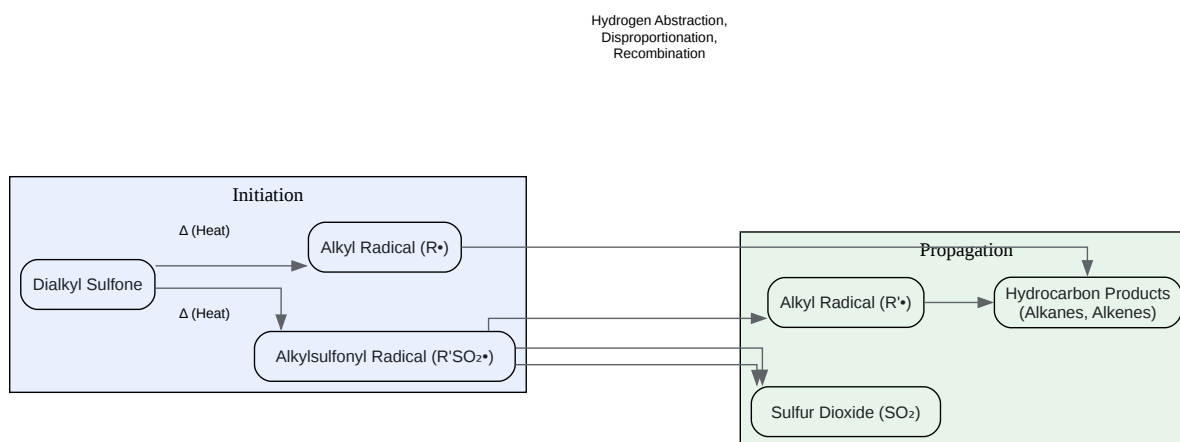 Hydrogen Abstraction,
Disproportionation,
Recombination
Initiation
Δ (Heat)
Alkyl Radical (R•)
Dialkyl Sulfone
Δ (Heat)
Alkylsulfonyl Radical (R'SO₂•)
Propagation
Alkyl Radical (R'•)
Hydrocarbon Products
(Alkanes, Alkenes)
Sulfur Dioxide (SO₂)